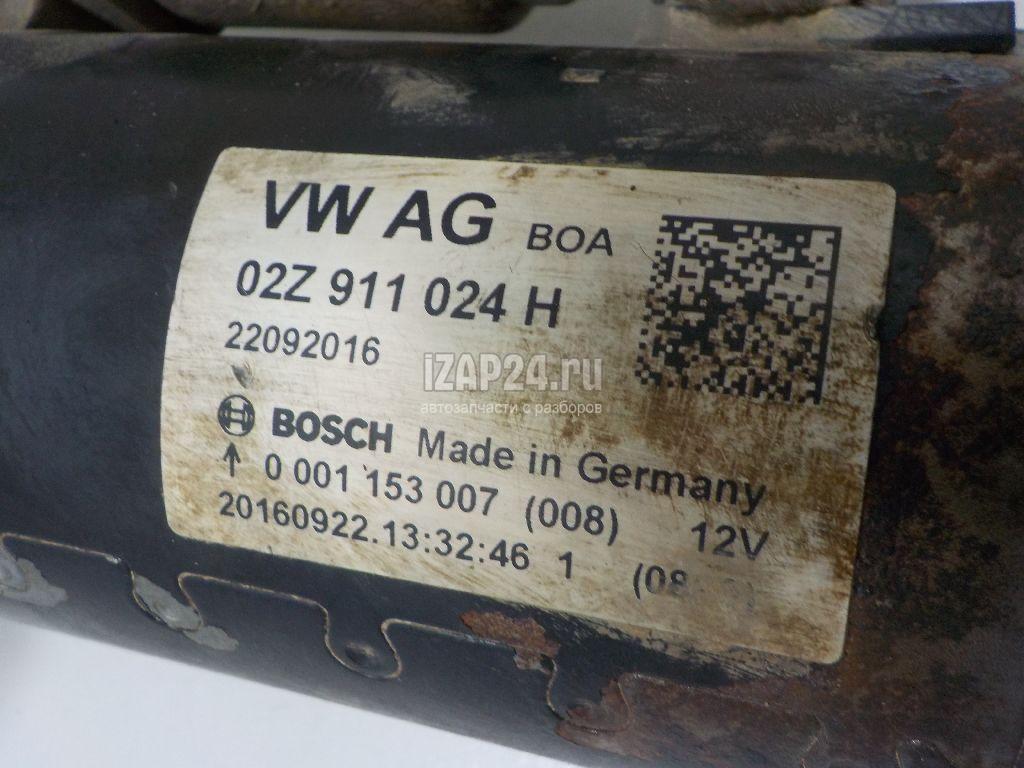 VW AG BOA
02Z 911 024 H
22092016
iZAP24.ru
автозапчасти с разборов
BOSCH Made in Germany
0 001 153 007 (008) 12V
20160922.13:32:46 1 (08